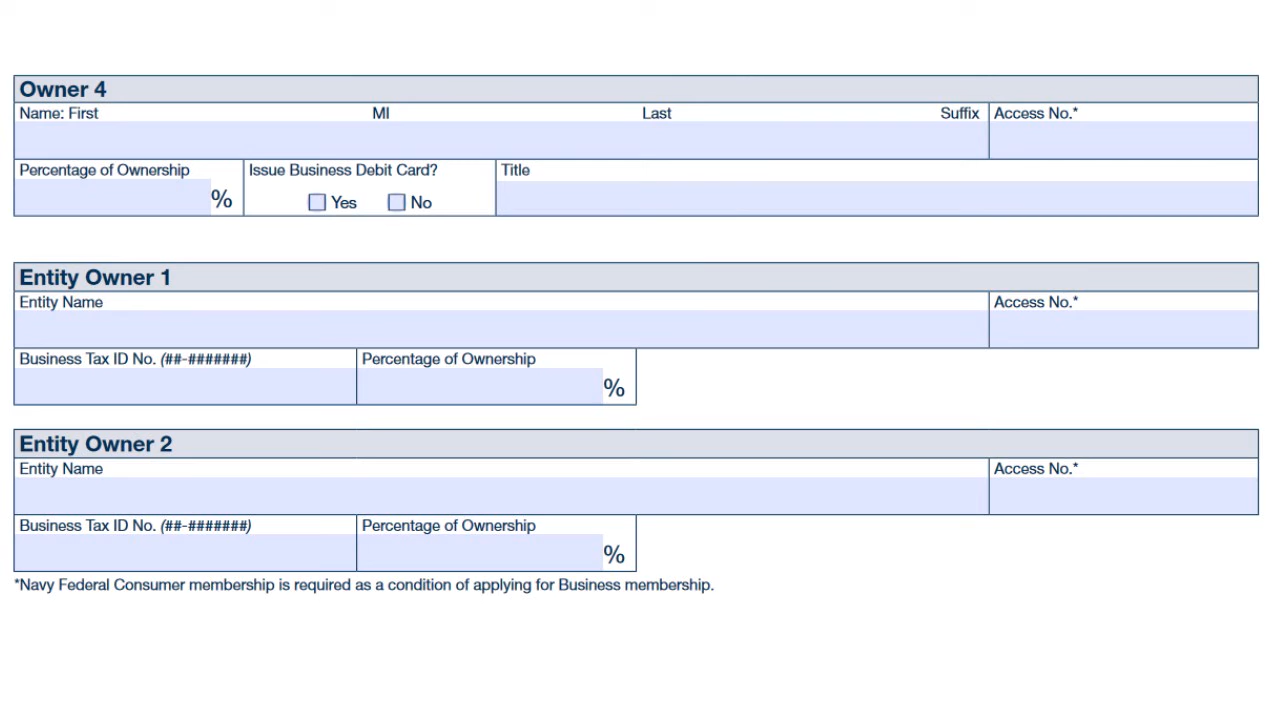 Owner 4
Name: First MI Last Suffix Access No.*
Percentage of Ownership Issue Business Debit Card? Title
% Yes No
Entity Owner 1
Entity Name Access No.*
Business Tax ID No. (##-#######) Percentage of Ownership
%
Entity Owner 2
Entity Name Access No.*
Business Tax ID No. (##-#######) Percentage of Ownership
%
*Navy Federal Consumer membership is required as a condition of applying for Business membership.